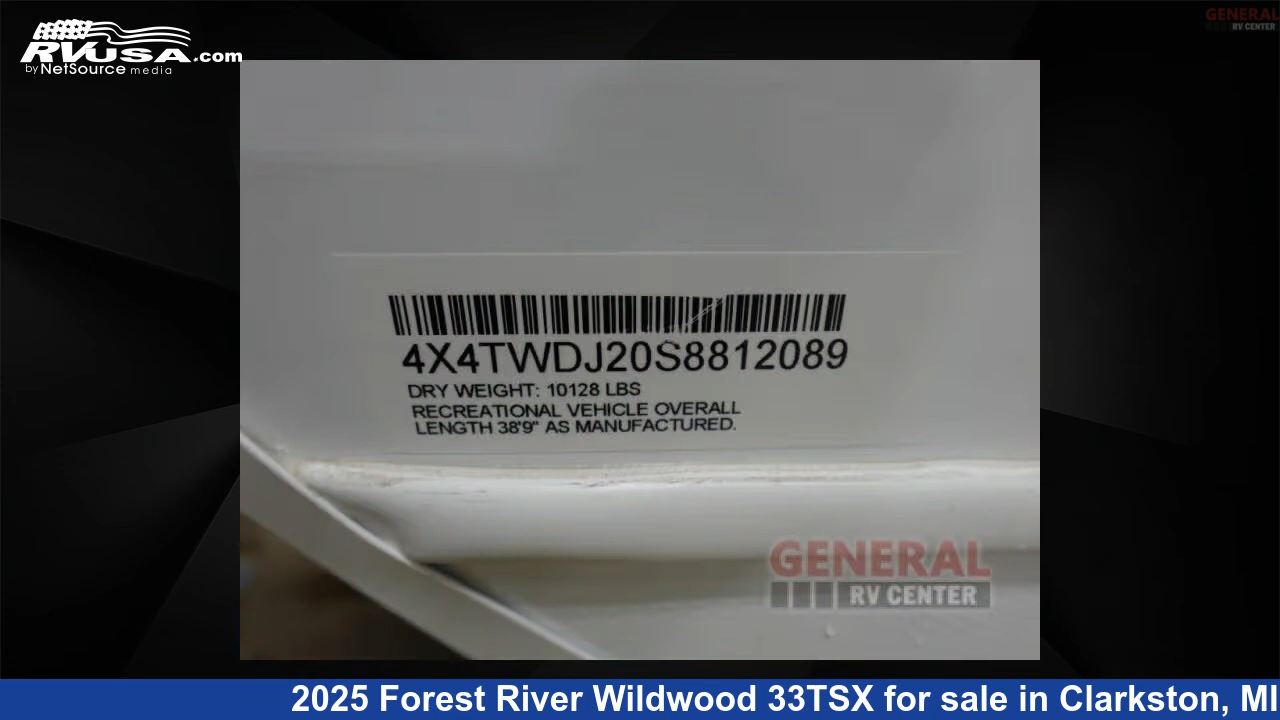 GENERAL
RV CENTER
RVUSA.com
by NetSource media
4X4TWDJ20S8812089
DRY WEIGHT: 10128 LBS
RECREATIONAL VEHICLE OVERALL
LENGTH 38'9" AS MANUFACTURED.
GENERAL
RV CENTER
2025 Forest River Wildwood 33TSX for sale in Clarkston, MI